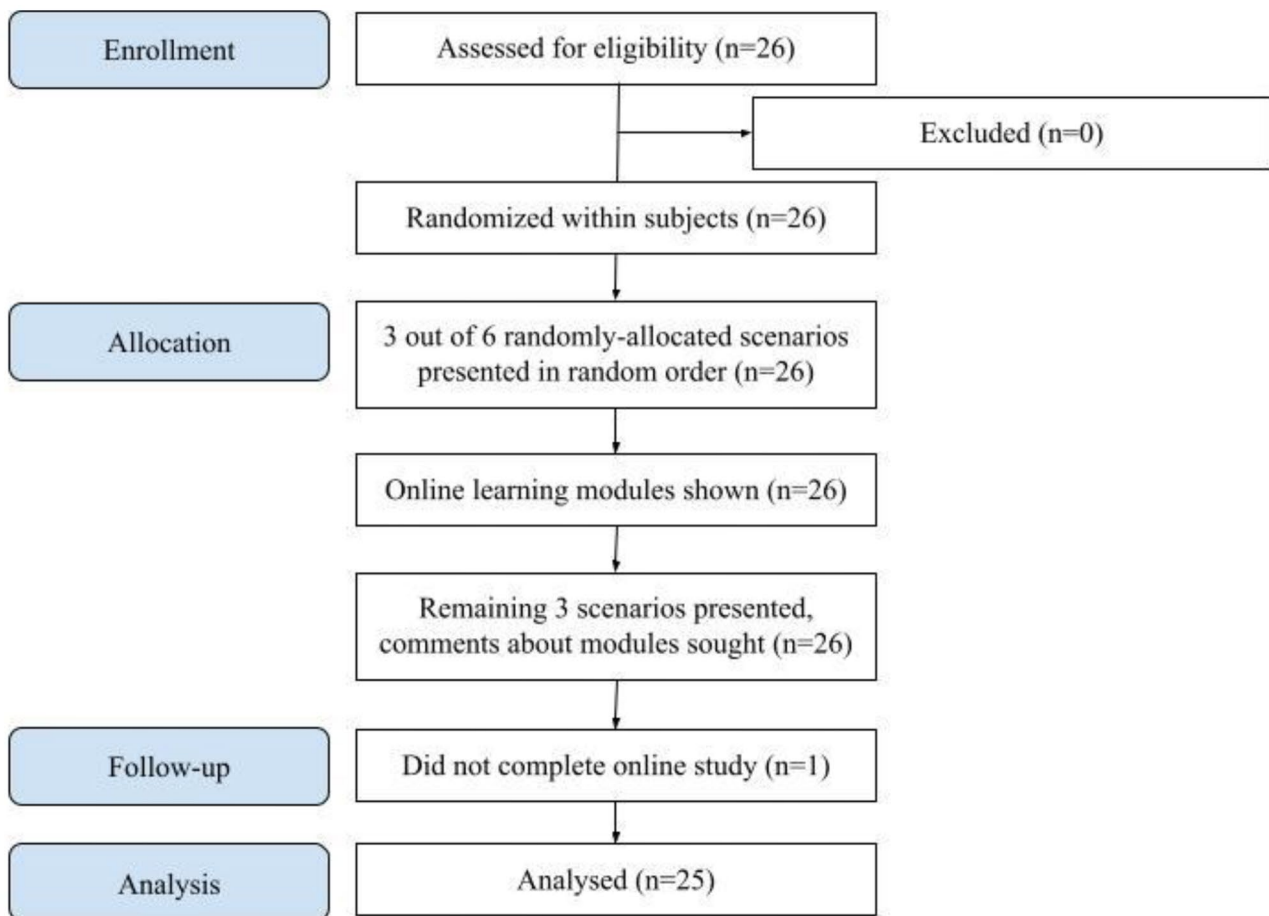 Enrollment
Assessed for eligibility (n=26)
Excluded (n=0)
Randomized within subjects (n=26)
Allocation
3 out of 6 randomly-allocated scenarios
presented in random order (n=26)
Online learning modules shown (n=26)
Remaining 3 scenarios presented,
comments about modules sought (n=26)
Follow-up
Did not complete online study (n=1)
Analysis
Analysed (n=25)